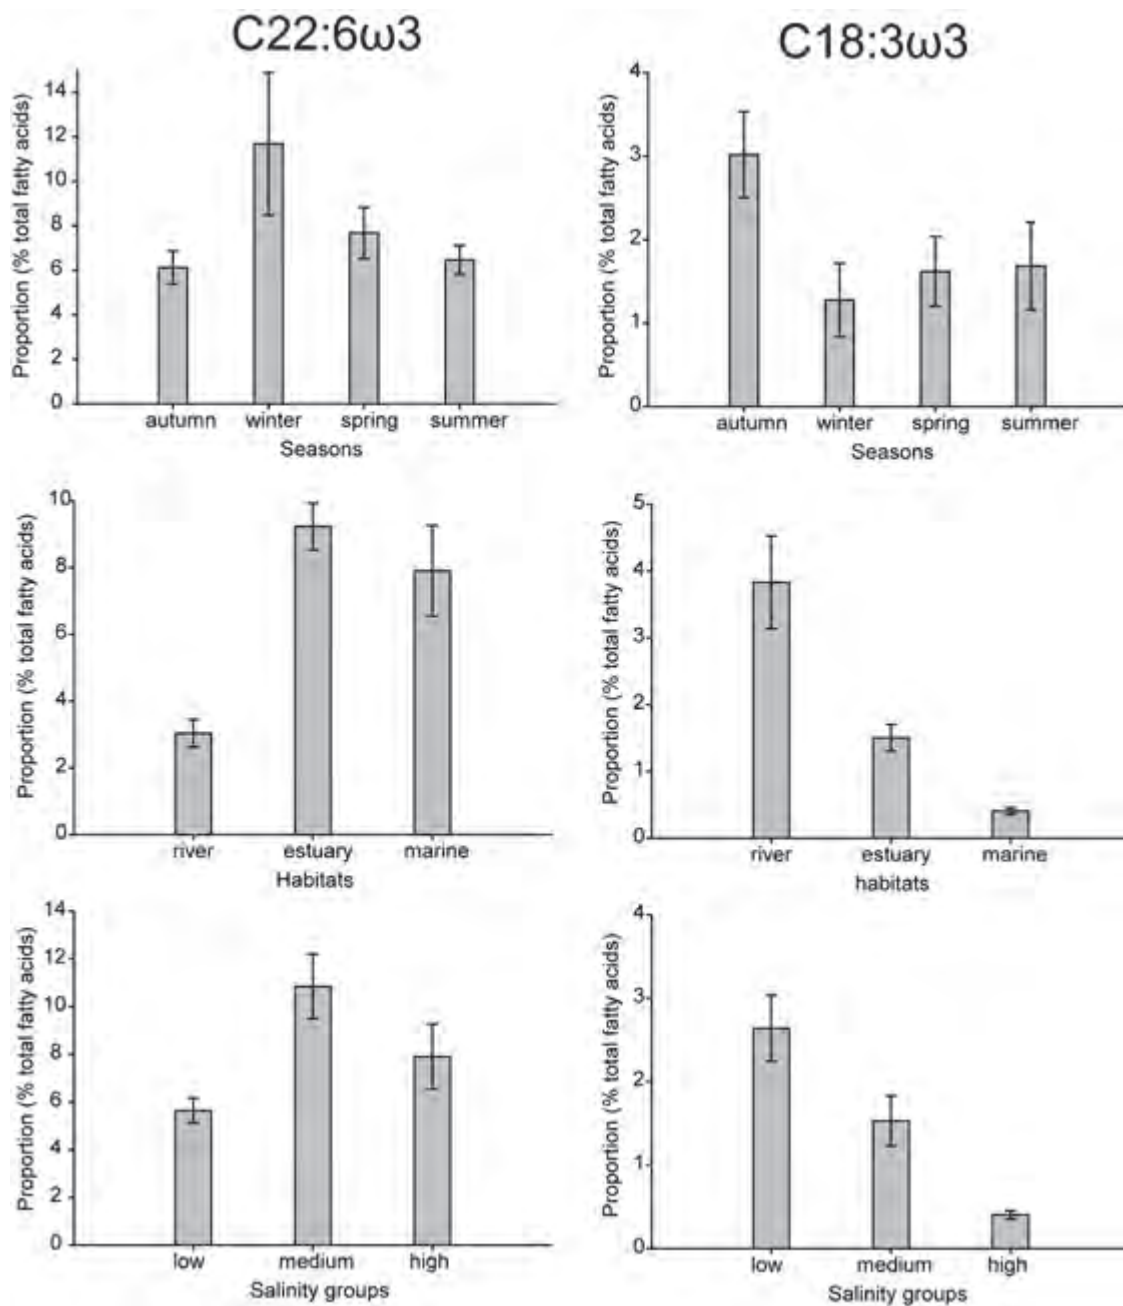 C22:6ω3
C18:3ω3
Proportion (% total fatty acids)
14
12
10
8
6
4
2
0
autumn winter spring summer
Seasons
Proportion (% total fatty acids)
4
3
2
1
0
autumn winter spring summer
Seasons
Proportion (% total fatty acids)
10
8
6
4
2
0
river estuary marine
Habitats
Proportion (% total fatty acids)
5
4
3
2
1
0
river estuary marine
habitats
Proportion (% total fatty acids)
14
12
10
8
6
4
2
0
low medium high
Salinity groups
Proportion (% total fatty acids)
4
3
2
1
0
low medium high
Salinity groups